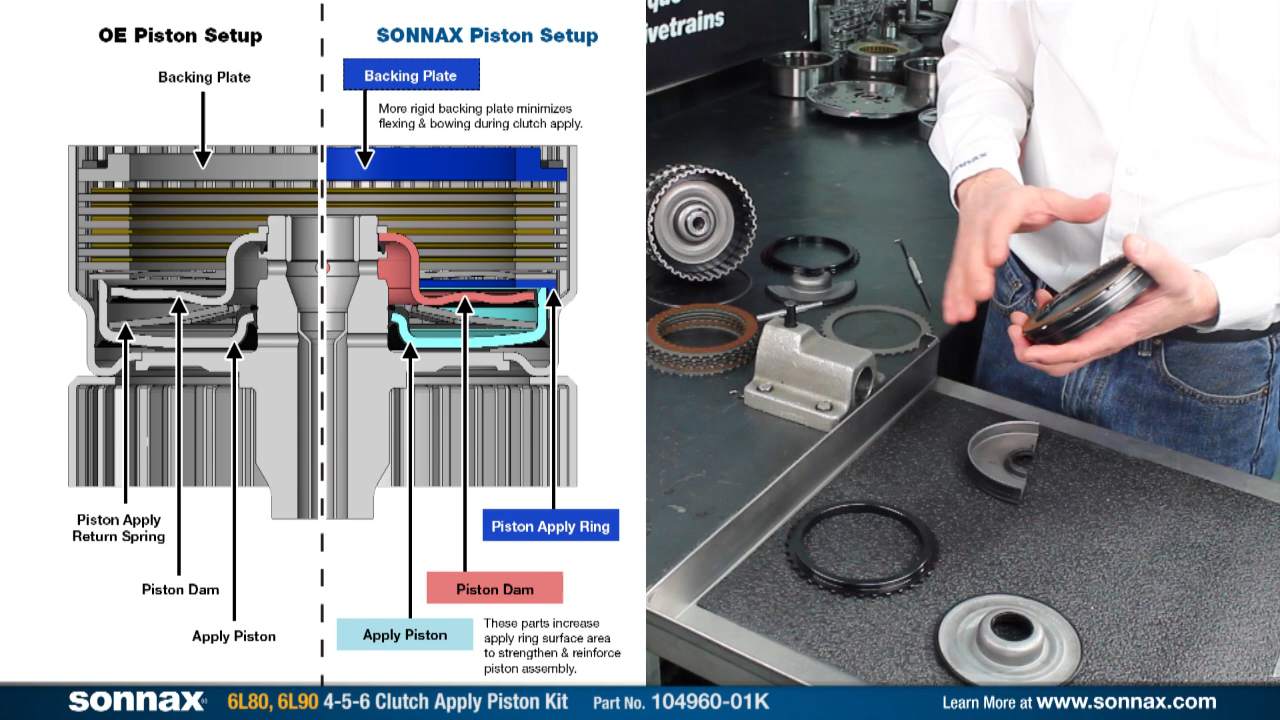 OE Piston Setup
SONNAX Piston Setup
Backing Plate
Backing Plate
More rigid backing plate minimizes
flexing & bowing during clutch apply.
Piston Apply
Return Spring
Piston Dam
Apply Piston
Piston Apply Ring
Piston Dam
Apply Piston
These parts increase
apply ring surface area
to strengthen & reinforce
piston assembly.
sonnax
sonnax 6L80, 6L90 4-5-6 Clutch Apply Piston Kit Part No. 104960-01K Learn More at www.sonnax.com